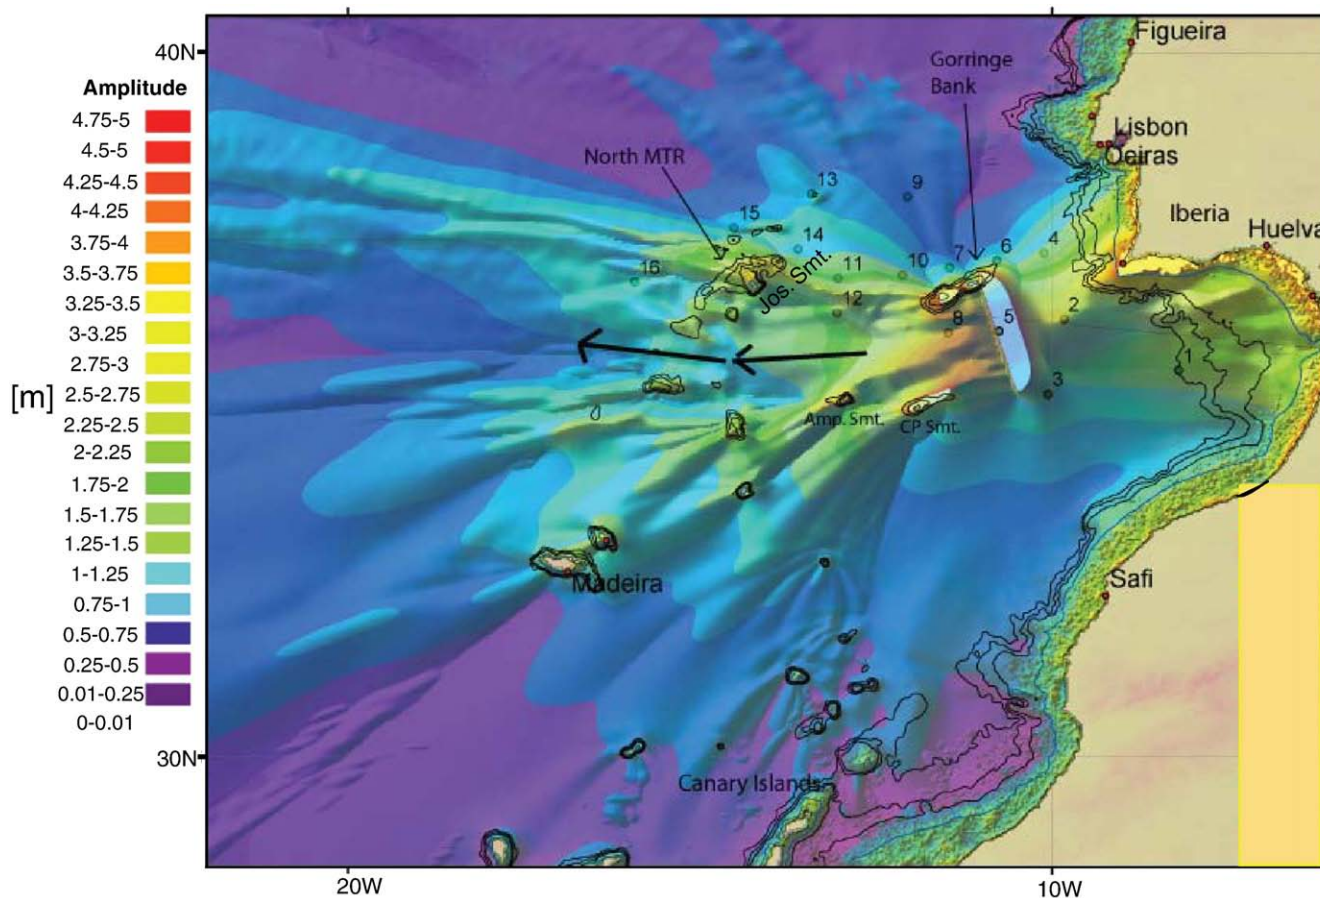 40N
Figueira
Gorringe
Bank
Amplitude
4.75-5
4.5-5
4.25-4.5
4-4.25
3.75-4
3.5-3.75
3.25-3.5
3-3.25
2.75-3
2.5-2.75
2.25-2.5
2-2.25
1.75-2
1.5-1.75
1.25-1.5
1-1.25
0.75-1
0.5-0.75
0.25-0.5
0.01-0.25
0-0.01
[m]
Lisbon
Oeiras
North MTR
13
9
Iberia
15
Huelva
14
7
6
4
16
Jos. Smt.
11
10
12
8
5
2
1
3
Amp. Smt.
CP Smt.
Madeira
Safi
30N
Canary Islands
20W
10W